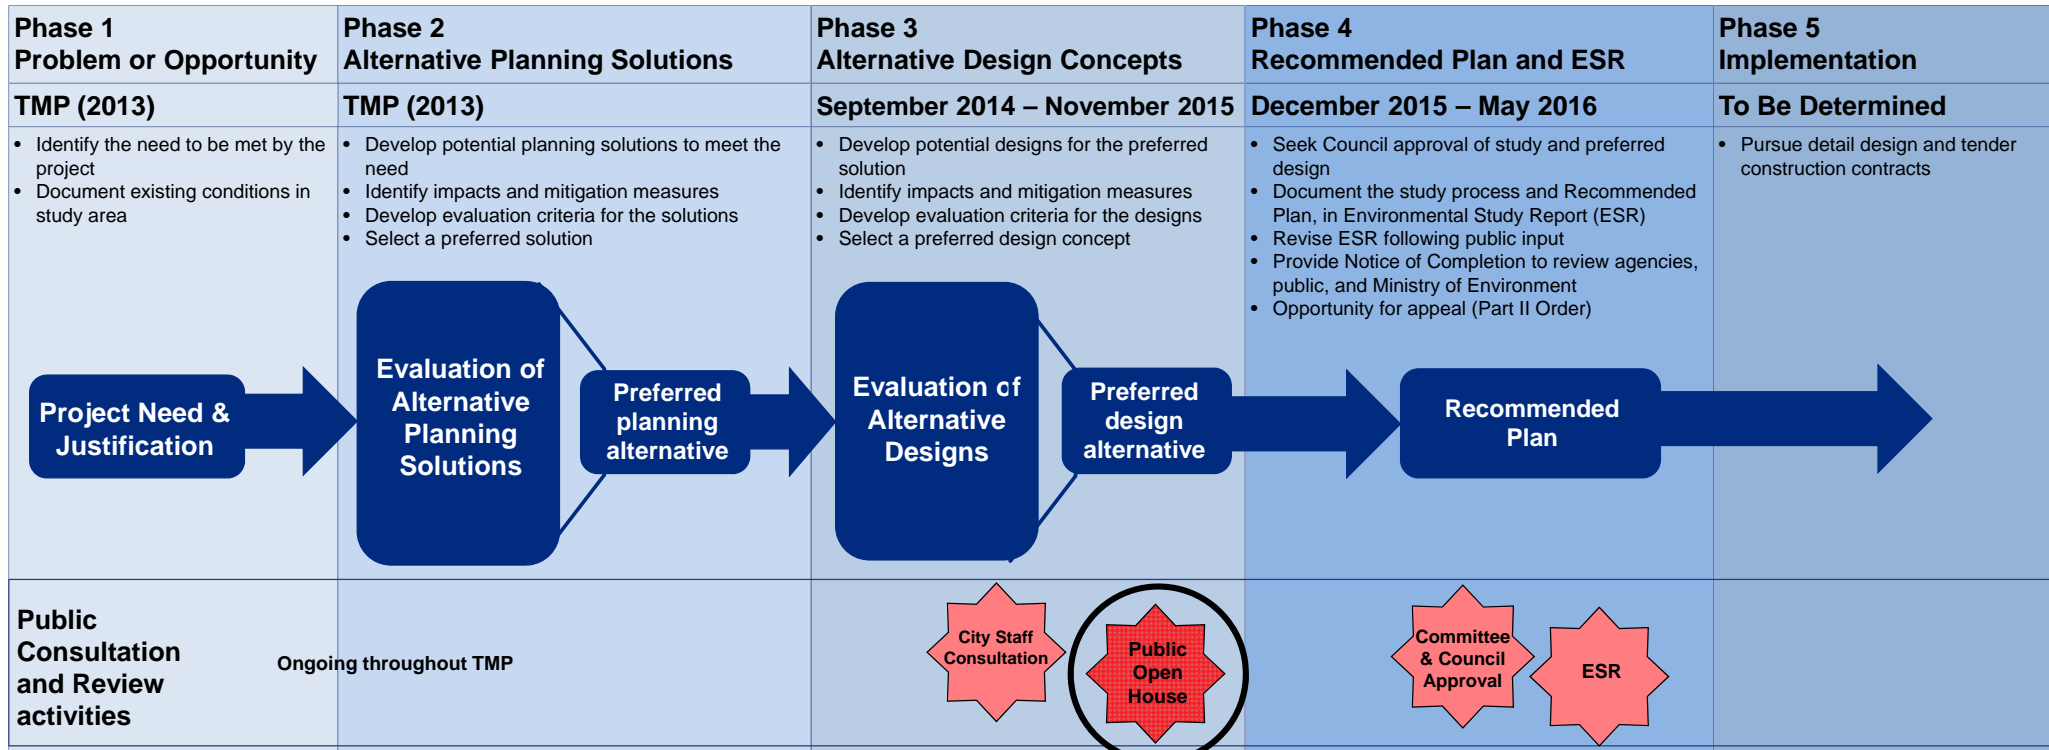 Phase 1
Problem or Opportunity
Phase 2
Alternative Planning Solutions
Phase 3
Alternative Design Concepts
Phase 4
Recommended Plan and ESR
Phase 5
Implementation
TMP (2013)
TMP (2013)
September 2014 – November 2015
December 2015 – May 2016
To Be Determined
• Identify the need to be met by the
project
• Document existing conditions in
study area
• Develop potential planning solutions to meet the
need
• Identify impacts and mitigation measures
• Develop evaluation criteria for the solutions
• Select a preferred solution
• Develop potential designs for the preferred
solution
• Identify impacts and mitigation measures
• Develop evaluation criteria for the designs
• Select a preferred design concept
• Seek Council approval of study and preferred
design
• Document the study process and Recommended
Plan, in Environmental Study Report (ESR)
• Revise ESR following public input
• Provide Notice of Completion to review agencies,
public, and Ministry of Environment
• Opportunity for appeal (Part II Order)
• Pursue detail design and tender
construction contracts
Project Need &
Justification
Evaluation of
Alternative
Planning
Solutions
Preferred
planning
alternative
Evaluation of
Alternative
Designs
Preferred
design
alternative
Recommended
Plan
Public
Consultation
and Review
activities
Ongoing throughout TMP
City Staff
Consultation
Public
Open
House
Committee
& Council
Approval
ESR